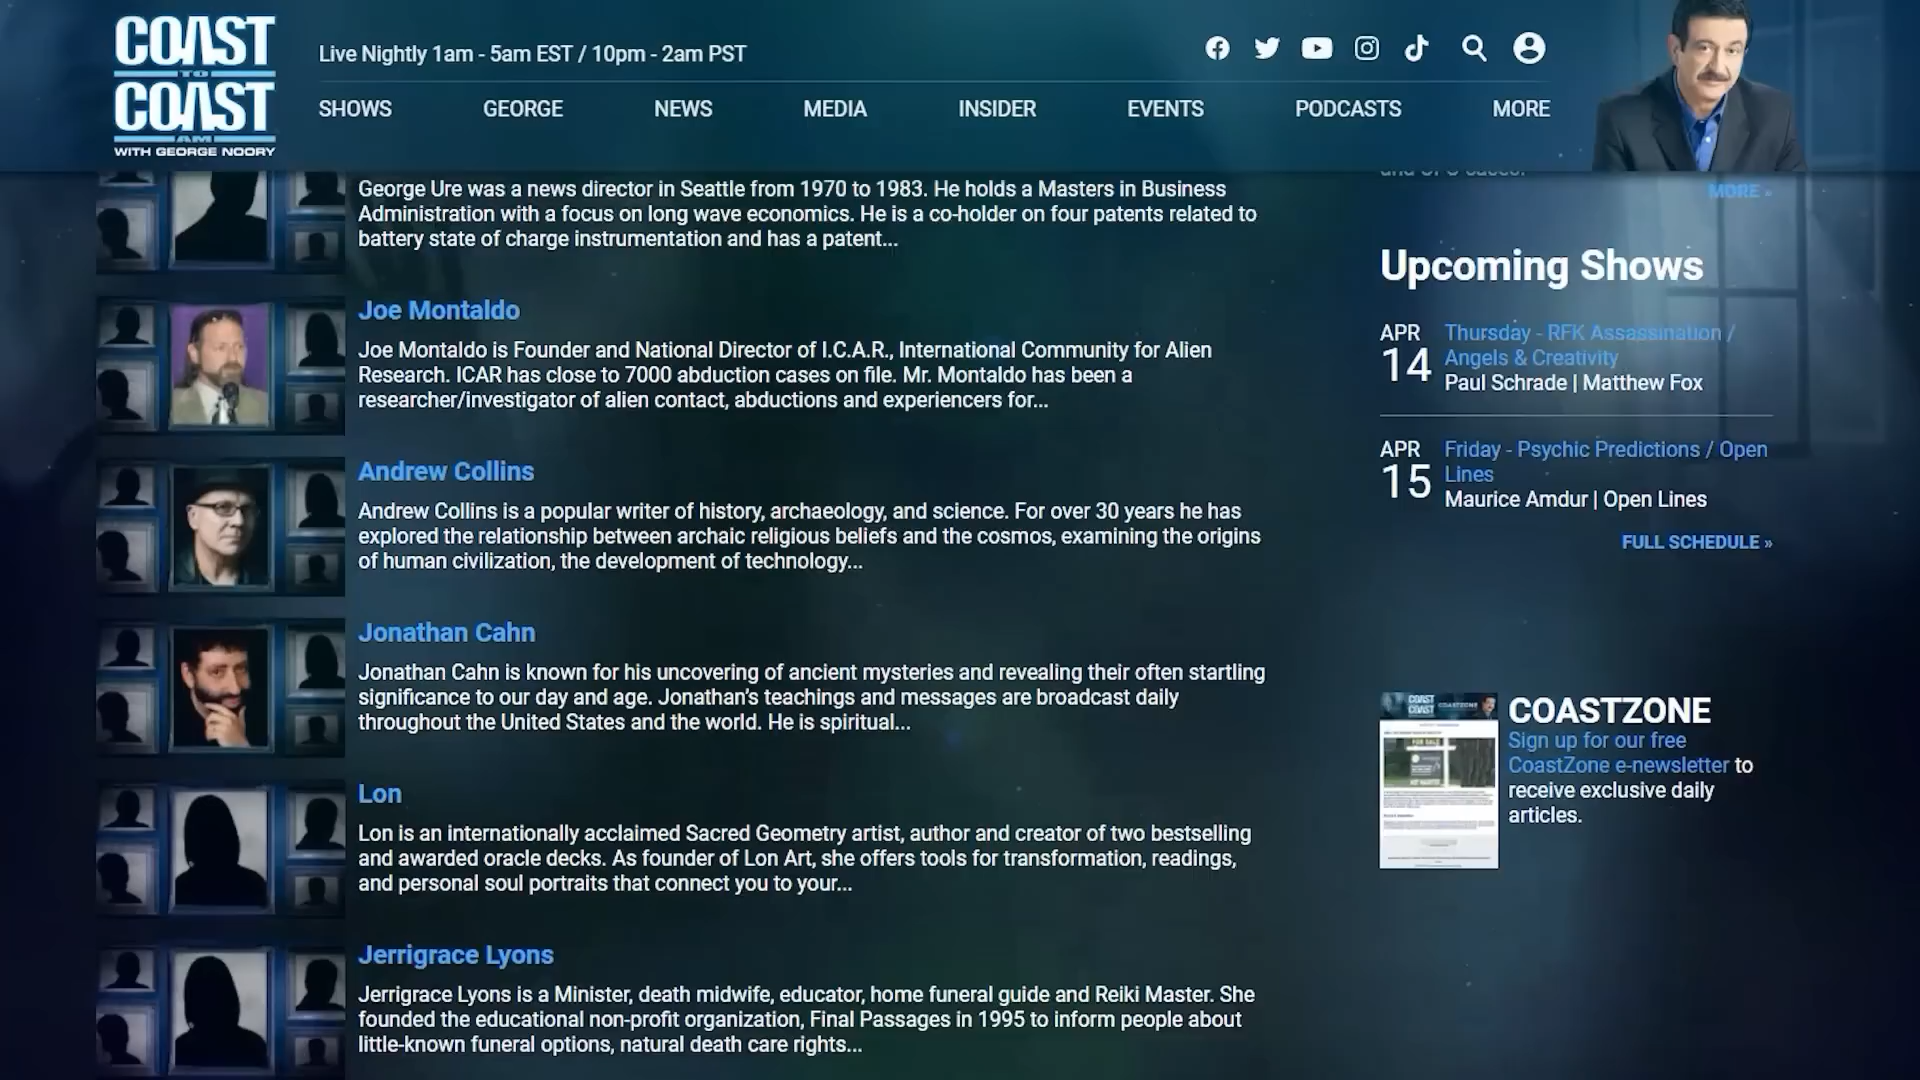 COAST
TO
COAST
AM
WITH GEORGE NOORY
Live Nightly 1am - 5am EST / 10pm - 2am PST
SHOWS GEORGE NEWS MEDIA INSIDER EVENTS PODCASTS MORE
George Ure was a news director in Seattle from 1970 to 1983. He holds a Masters in Business
Administration with a focus on long wave economics. He is a co-holder on four patents related to
battery state of charge instrumentation and has a patent...
Joe Montaldo
Joe Montaldo is Founder and National Director of I.C.A.R., International Community for Alien
Research. ICAR has close to 7000 abduction cases on file. Mr. Montaldo has been a
researcher/investigator of alien contact, abductions and experiencers for...
Andrew Collins
Andrew Collins is a popular writer of history, archaeology, and science. For over 30 years he has
explored the relationship between archaic religious beliefs and the cosmos, examining the origins
of human civilization, the development of technology...
Jonathan Cahn
Jonathan Cahn is known for his uncovering of ancient mysteries and revealing their often startling
significance to our day and age. Jonathan's teachings and messages are broadcast daily
throughout the United States and the world. He is spiritual...
Lon
Lon is an internationally acclaimed Sacred Geometry artist, author and creator of two bestselling
and awarded oracle decks. As founder of Lon Art, she offers tools for transformation, readings,
and personal soul portraits that connect you to your...
Jerrigrace Lyons
Jerrigrace Lyons is a Minister, death midwife, educator, home funeral guide and Reiki Master. She
founded the educational non-profit organization, Final Passages in 1995 to inform people about
little-known funeral options, natural death care rights...
MORE »
Upcoming Shows
APR
14
Thursday - RFK Assassination /
Angels & Creativity
Paul Schrade | Matthew Fox
APR
15
Friday - Psychic Predictions / Open
Lines
Maurice Amdur | Open Lines
FULL SCHEDULE »
COAST
COAST
COASTZONE
FOR SALE
COASTZONE
Sign up for our free
CoastZone e-newsletter to
receive exclusive daily
articles.